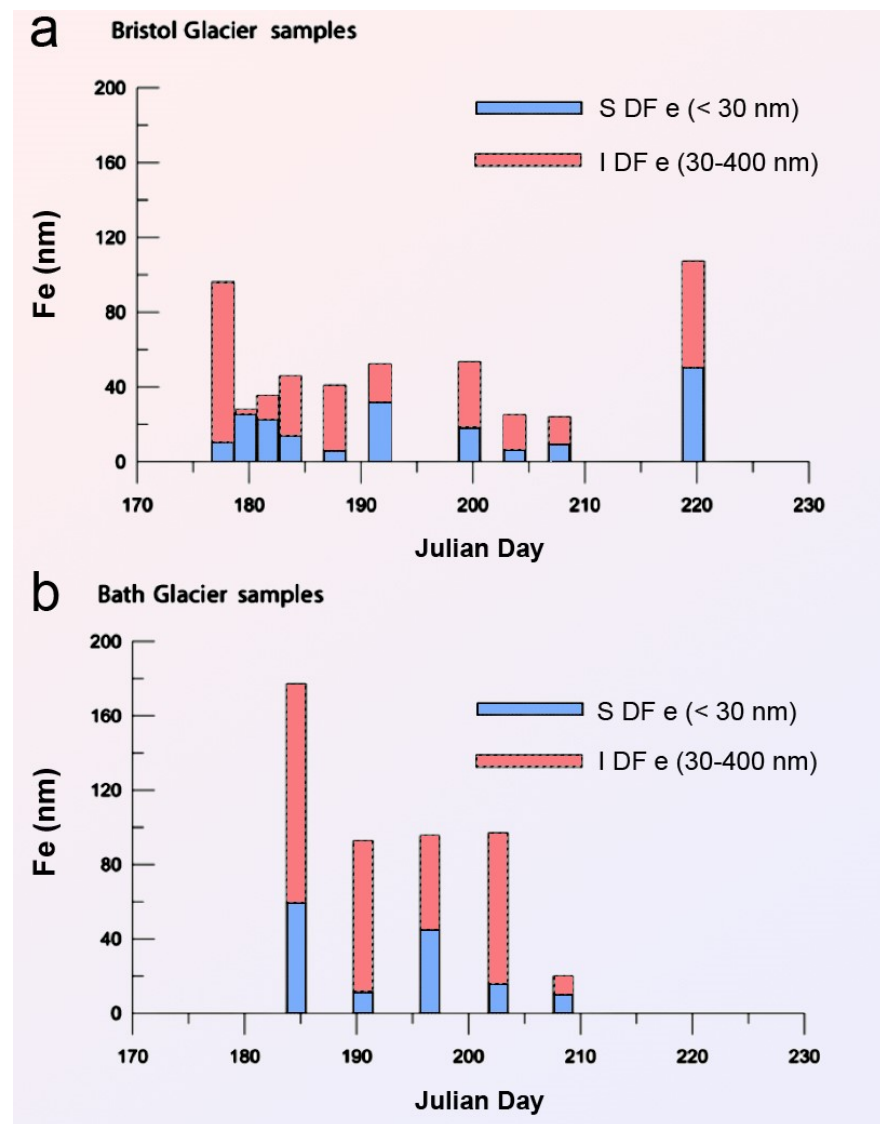 a Bristol Glacier samples
200
S DF e (< 30 nm)
160
I DF e (30-400 nm)
120
Fe (nm)
80
40
0
170 180 190 200 210 220 230
Julian Day
b Bath Glacier samples
200
160
S DF e (< 30 nm)
I DF e (30-400 nm)
120
Fe (nm)
80
40
0
170 180 190 200 210 220 230
Julian Day